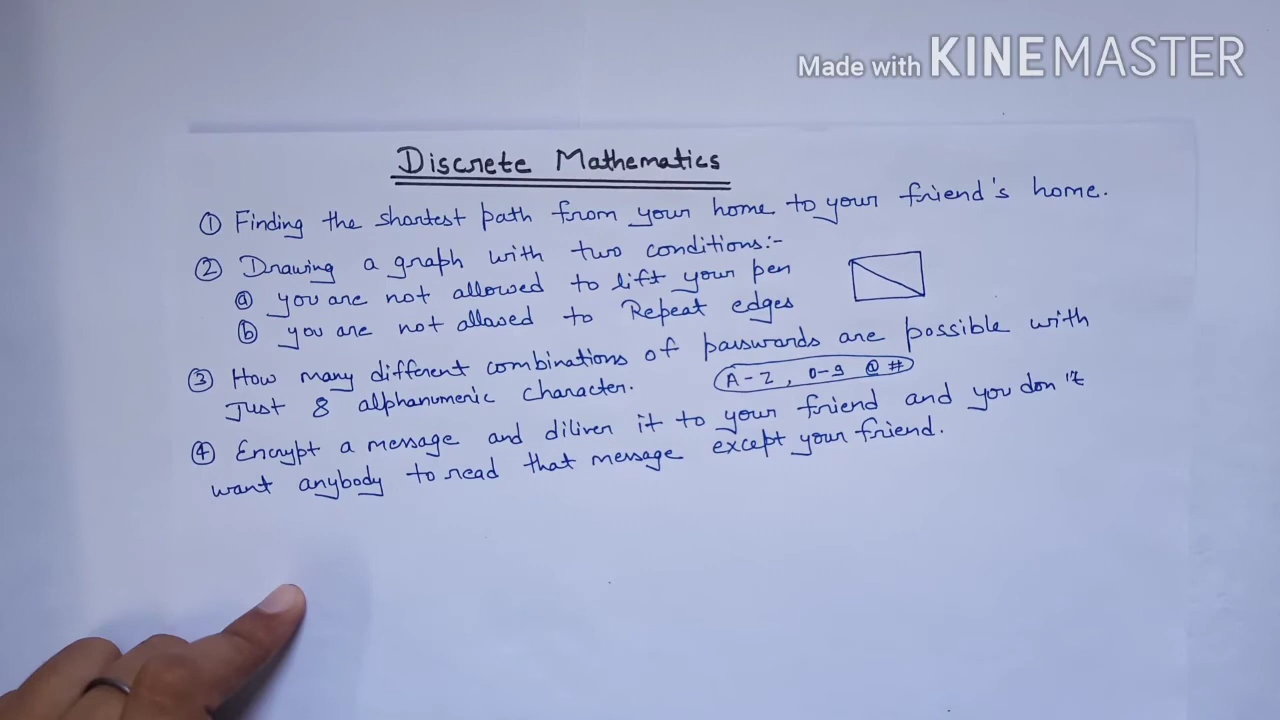 Made with KINEMASTER
Discrete Mathematics
① Finding the shortest path from your home to your friend's home.
② Drawing a graph with two conditions:-
ⓐ you are not allowed to lift your pen
ⓑ you are not allowed to Repeat edges
③ How many different combinations of passwords are possible with
Just 8 alphanumeric character. A-Z, 0-9 @ #
④ Encrypt a message and diliver it to your friend and you don't
want anybody to read that message except your friend.